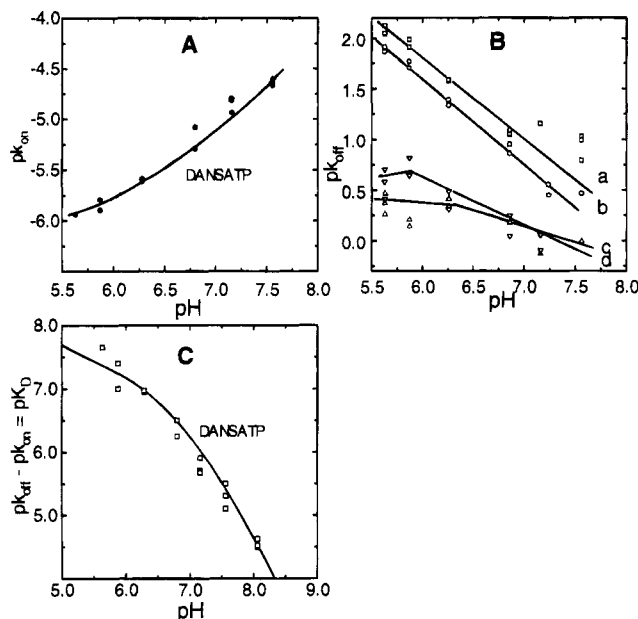 A
pk_on
-4.0
-4.5
-5.0
-5.5
-6.0
DANSATP
5.5 6.0 6.5 7.0 7.5 8.0
pH
B
pk_off
2.0
1.5
1.0
0.5
0.0
a
b
c
d
5.5 6.0 6.5 7.0 7.5 8.0
pH
C
pk_off - pk_on = pK_D
8.0
7.0
6.0
5.0
DANSATP
5.0 6.0 7.0 8.0 9.0
pH